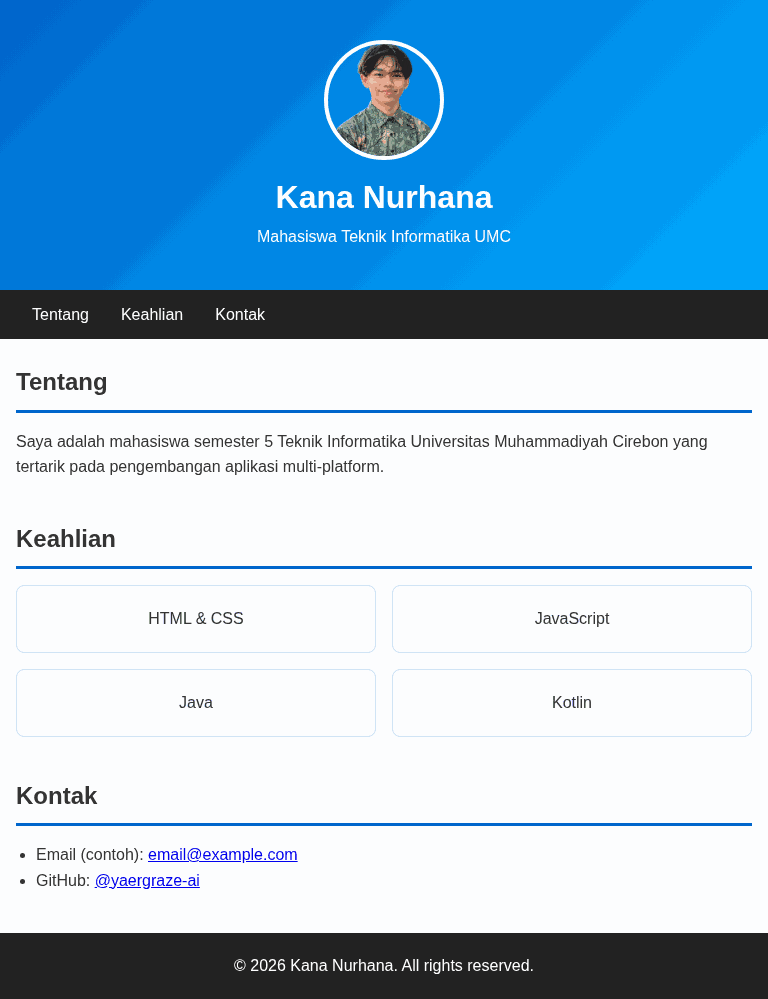 Kana Nurhana
Mahasiswa Teknik Informatika UMC
Tentang Keahlian Kontak
Tentang
Saya adalah mahasiswa semester 5 Teknik Informatika Universitas Muhammadiyah Cirebon yang
tertarik pada pengembangan aplikasi multi-platform.
Keahlian
HTML & CSS JavaScript
Java Kotlin
Kontak
Email (contoh): email@example.com
GitHub: @yaergraze-ai
© 2026 Kana Nurhana. All rights reserved.